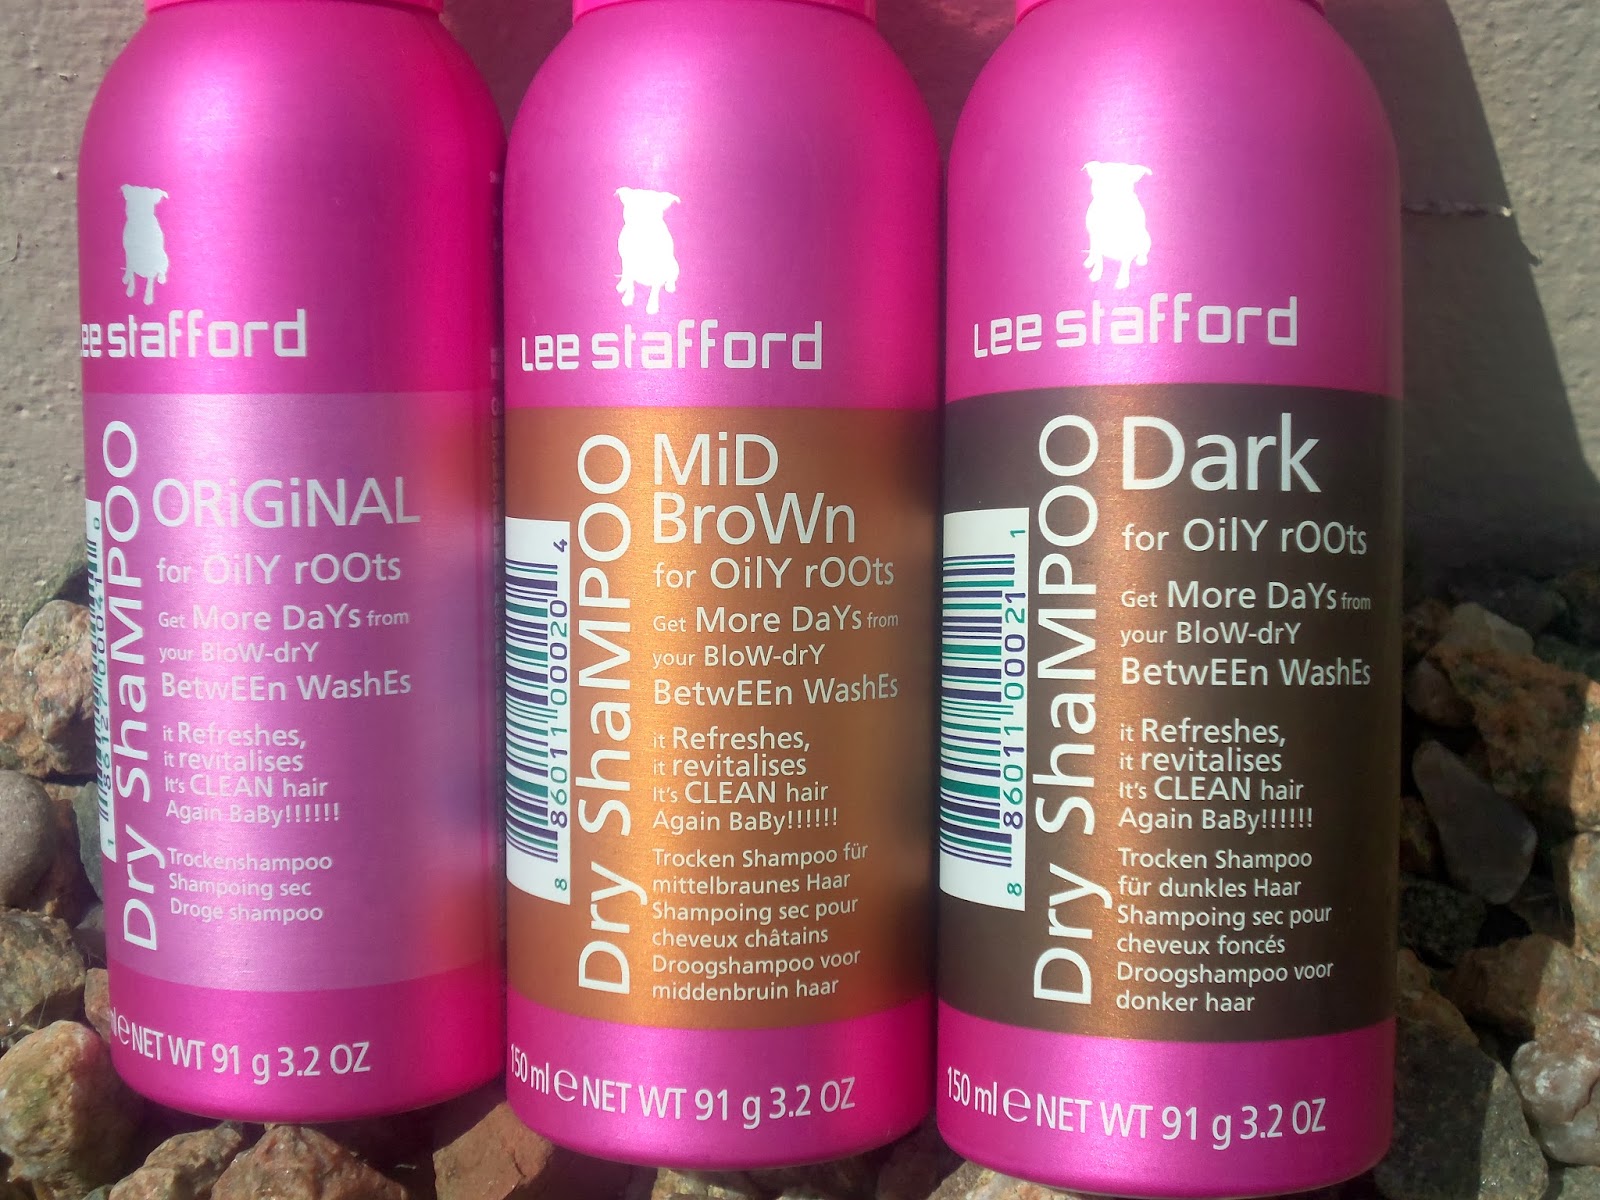 Lee stafford
Dry ShaMPOO
ORiGiNAL
for OilY rOOts
Get More DaYs from
your BloW-drY
BetwEEn WashEs
it Refreshes,
it revitalises
It's CLEAN hair
Again BaBy!!!!!!
Trockenshampoo
Shampoing sec
Droge shampoo
NET WT 91 g 3.2 OZ
Lee stafford
8 86011 00020 4
Dry ShaMPOO
MiD
BroWn
for OilY rOOts
Get More DaYs from
your BloW-drY
BetwEEn WashEs
it Refreshes,
it revitalises
It's CLEAN hair
Again BaBy!!!!!!
Trocken Shampoo für
mittelbraunes Haar
Shampoing sec pour
cheveux châtains
Droogshampoo voor
middenbruin haar
150 ml e NET WT 91 g 3.2 OZ
Lee stafford
8 86011 00021 1
Dry ShaMPOO
Dark
for OilY rOOts
Get More DaYs from
your BloW-drY
BetwEEn WashEs
it Refreshes,
it revitalises
It's CLEAN hair
Again BaBy!!!!!!
Trocken Shampoo
für dunkles Haar
Shampoing sec pour
cheveux foncés
Droogshampoo voor
donker haar
150 ml e NET WT 91 g 3.2 OZ